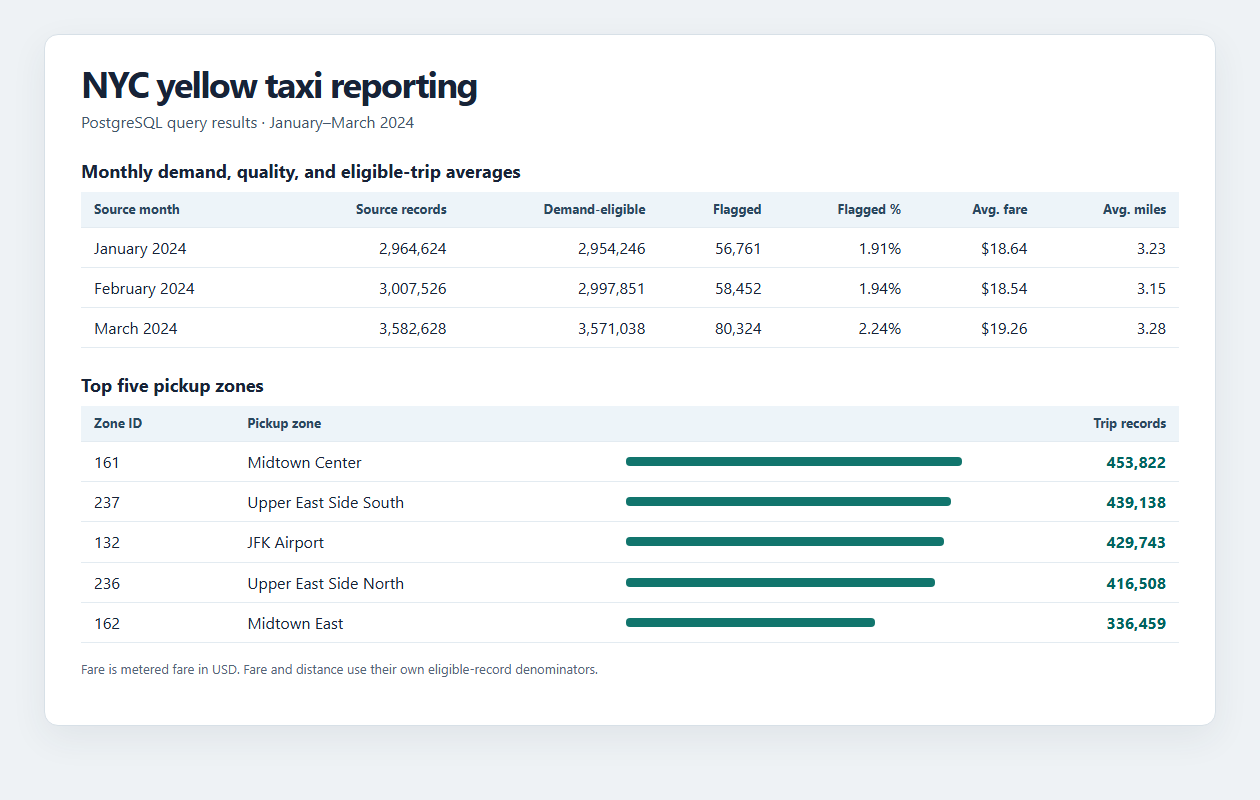 NYC yellow taxi reporting
PostgreSQL query results · January–March 2024
Monthly demand, quality, and eligible-trip averages
Source month Source records Demand-eligible Flagged Flagged % Avg. fare Avg. miles
January 2024 2,964,624 2,954,246 56,761 1.91% $18.64 3.23
February 2024 3,007,526 2,997,851 58,452 1.94% $18.54 3.15
March 2024 3,582,628 3,571,038 80,324 2.24% $19.26 3.28
Top five pickup zones
Zone ID Pickup zone Trip records
161 Midtown Center 453,822
237 Upper East Side South 439,138
132 JFK Airport 429,743
236 Upper East Side North 416,508
162 Midtown East 336,459
Fare is metered fare in USD. Fare and distance use their own eligible-record denominators.